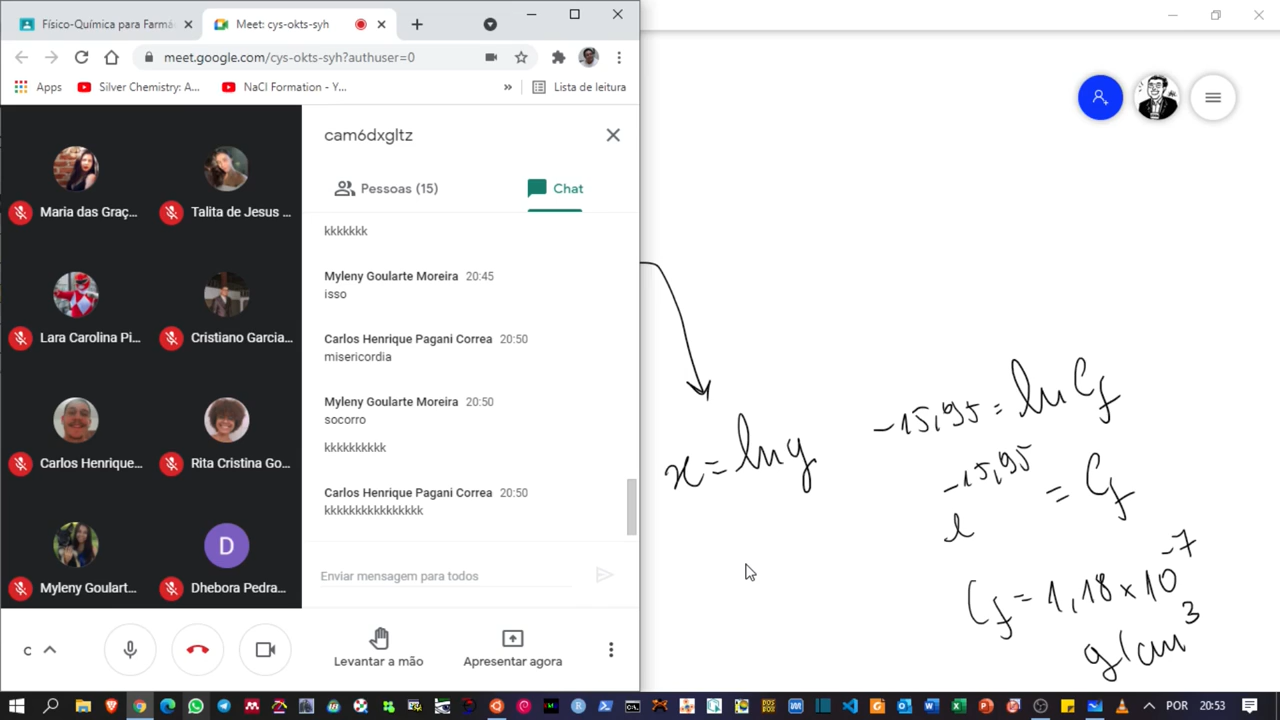 Físico-Química para Farmá
Meet: cys-okts-syh
meet.google.com/cys-okts-syh?authuser=0
Apps
Silver Chemistry: A...
NaCl Formation - Y...
»
Lista de leitura
cam6dxgltz
Pessoas (15)
Chat
Maria das Graç...
Talita de Jesus ...
Lara Carolina Pi...
Cristiano Garcia...
Carlos Henrique...
Rita Cristina Go...
Myleny Goulart...
D
Dhebora Pedra...
kkkkkkk
Myleny Goularte Moreira 20:45
isso
Carlos Henrique Pagani Correa 20:50
misericordia
Myleny Goularte Moreira 20:50
socorro
kkkkkkkkkk
Carlos Henrique Pagani Correa 20:50
kkkkkkkkkkkkkkkk
Enviar mensagem para todos
c
Levantar a mão
Apresentar agora
x = ln y
-15,95 = ln Cf
e^-15,95 = Cf
Cf = 1,18 x 10^-7
g/cm³
POR 20:53